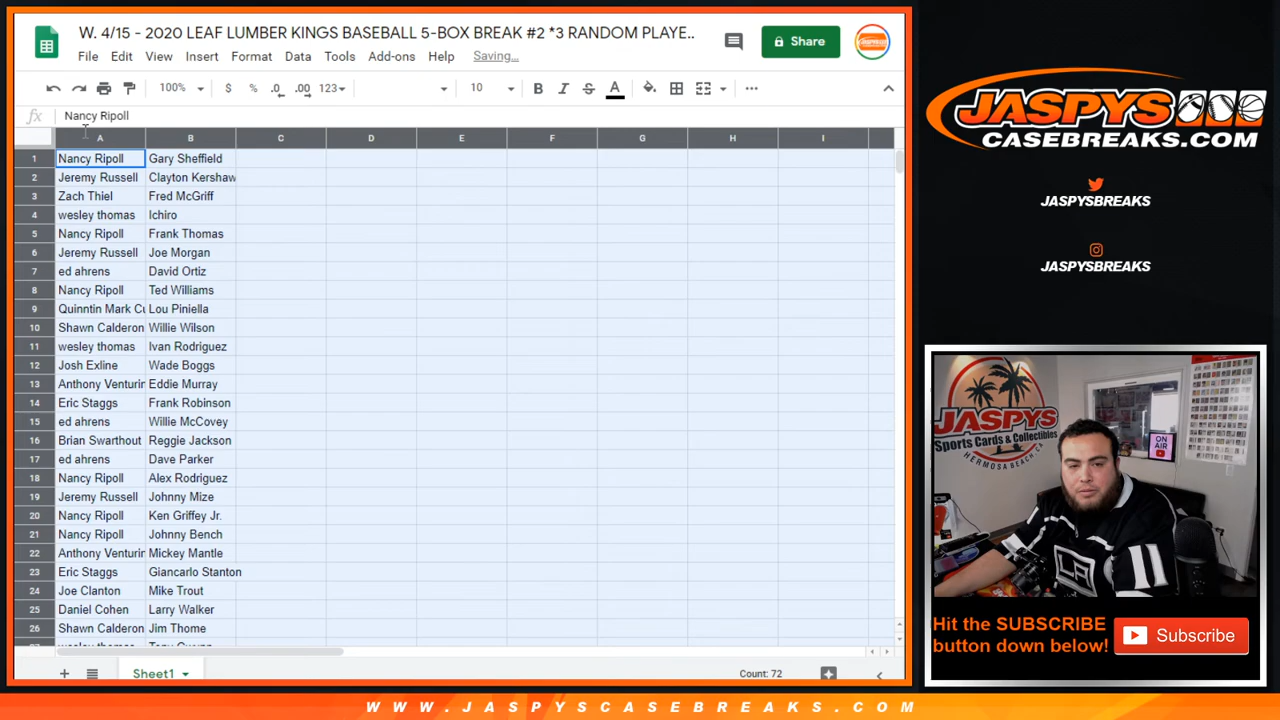 W. 4/15 - 2020 LEAF LUMBER KINGS BASEBALL 5-BOX BREAK #2 *3 RANDOM PLAYE..
Share
File Edit View Insert Format Data Tools Add-ons Help Saving...
100% $ % .0 .00 123 10 B I S A
fx Nancy Ripoll
A B C D E F G H I
1 Nancy Ripoll Gary Sheffield
2 Jeremy Russell Clayton Kershaw
3 Zach Thiel Fred McGriff
4 wesley thomas Ichiro
5 Nancy Ripoll Frank Thomas
6 Jeremy Russell Joe Morgan
7 ed ahrens David Ortiz
8 Nancy Ripoll Ted Williams
9 Quinntin Mark Cu Lou Piniella
10 Shawn Calderon Willie Wilson
11 wesley thomas Ivan Rodriguez
12 Josh Exline Wade Boggs
13 Anthony Venturin Eddie Murray
14 Eric Staggs Frank Robinson
15 ed ahrens Willie McCovey
16 Brian Swarthout Reggie Jackson
17 ed ahrens Dave Parker
18 Nancy Ripoll Alex Rodriguez
19 Jeremy Russell Johnny Mize
20 Nancy Ripoll Ken Griffey Jr.
21 Nancy Ripoll Johnny Bench
22 Anthony Venturin Mickey Mantle
23 Eric Staggs Giancarlo Stanton
24 Joe Clanton Mike Trout
25 Daniel Cohen Larry Walker
26 Shawn Calderon Jim Thome
Sheet1
Count: 72
JASPYS
CASEBREAKS.COM
JASPYSBREAKS
JASPYSBREAKS
JASPYS
Sports Cards & Collectibles
HERMOSA BEACH CA
ON
AIR
LA
Hit the SUBSCRIBE
button down below!
Subscribe
WWW.JASPYSCASEBREAKS.COM